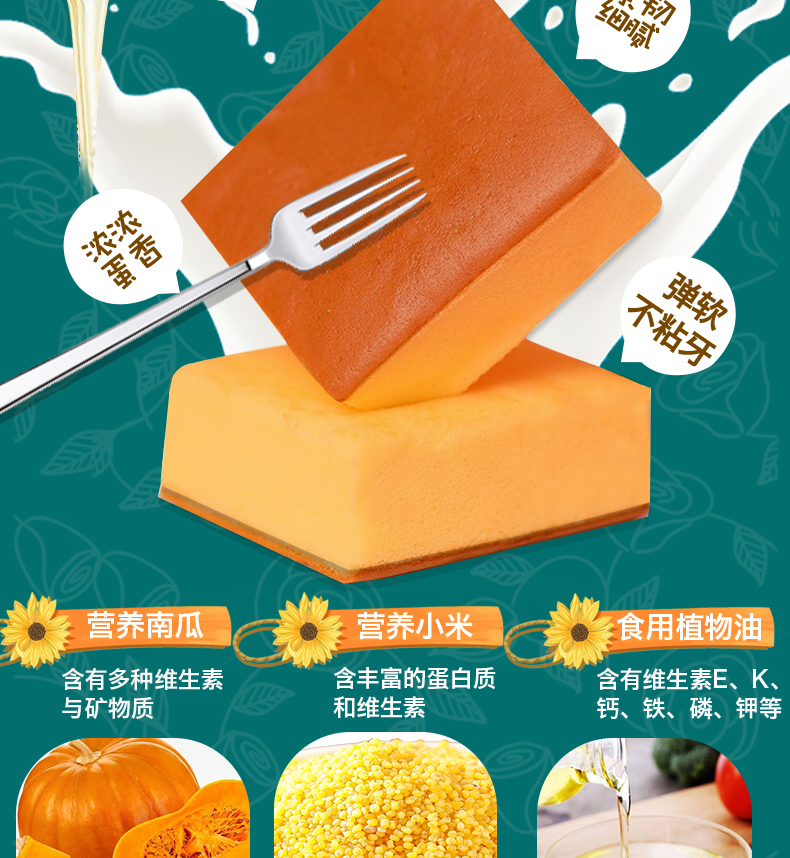 细腻
浓浓
蛋香
弹软
不粘牙
营养南瓜
营养小米
食用植物油
含有多种维生素
与矿物质
含丰富的蛋白质
和维生素
含有维生素E、K、
钙、铁、磷、钾等